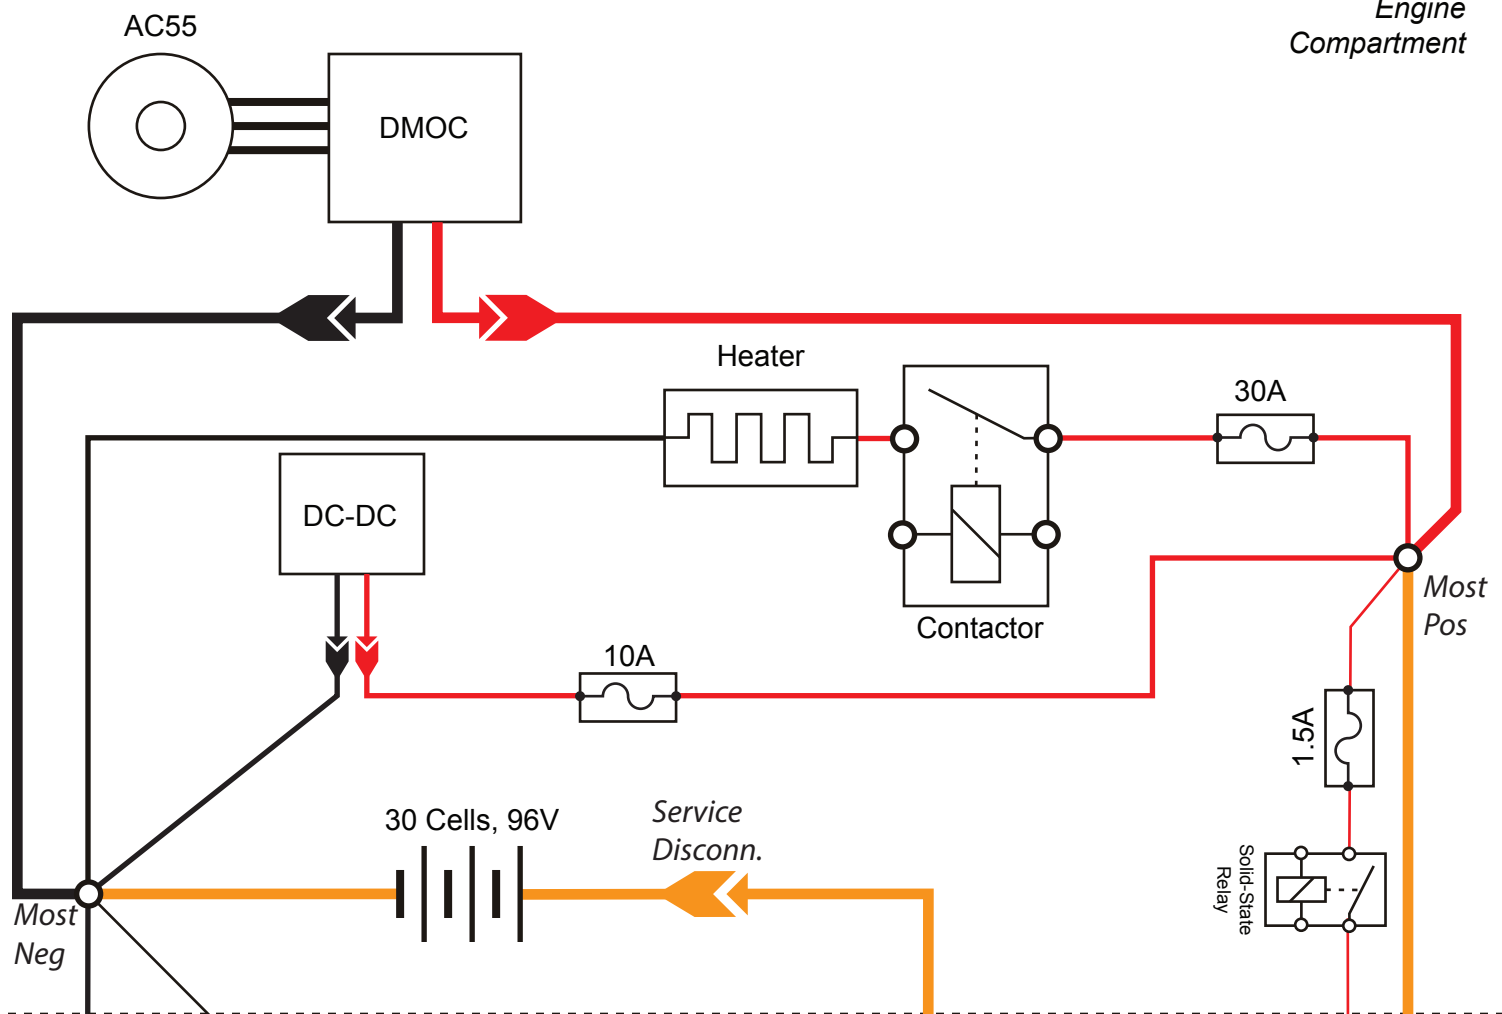 Engine
Compartment
AC55
DMOC
Heater
30A
DC-DC
Contactor
Most
Pos
10A
1.5A
30 Cells, 96V
Service
Disconn.
Solid-State
Relay
Most
Neg